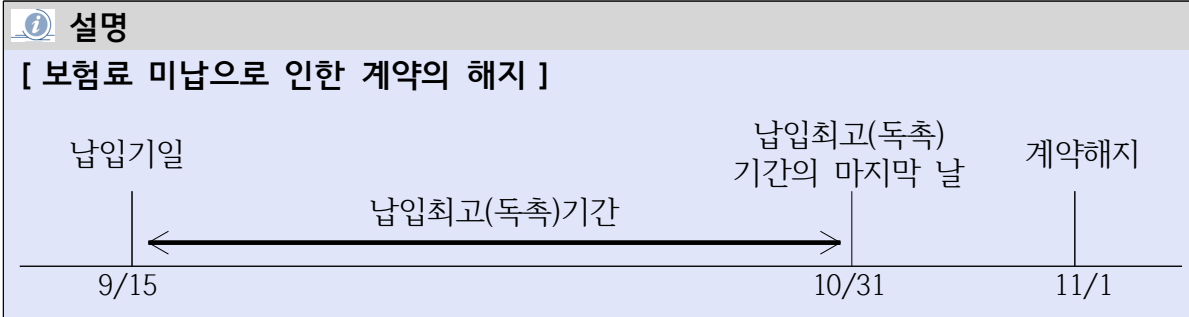 설명
[ 보험료 미납으로 인한 계약의 해지 ]
납입기일
납입최고(독촉)
기간의 마지막 날
계약해지
납입최고(독촉)기간
9/15
10/31
11/1